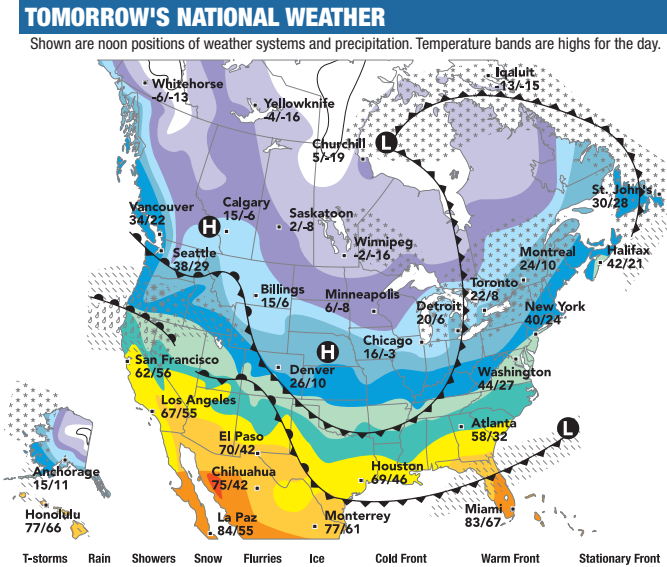 TOMORROW'S NATIONAL WEATHER
Shown are noon positions of weather systems and precipitation. Temperature bands are highs for the day.
Iqaluit
-13/-15
Whitehorse
-6/-13
Yellowknife
-4/-16
Churchill
5/-19
L
St. John's
30/28
Vancouver
34/22
Calgary
15/-6
H
Saskatoon
2/-8
Winnipeg
-2/-16
Seattle
38/29
Montreal
24/10
Halifax
42/21
Billings
15/6
Minneapolis
6/-8
Toronto
22/8
Detroit
20/6
New York
40/24
Chicago
16/-3
H
San Francisco
62/56
Denver
26/10
Washington
44/27
Los Angeles
67/55
Atlanta
58/32
L
El Paso
70/42
Chihuahua
75/42
Houston
69/46
Anchorage
15/11
Honolulu
77/66
La Paz
84/55
Monterrey
77/61
Miami
83/67
T-storms Rain Showers Snow Flurries Ice Cold Front Warm Front Stationary Front